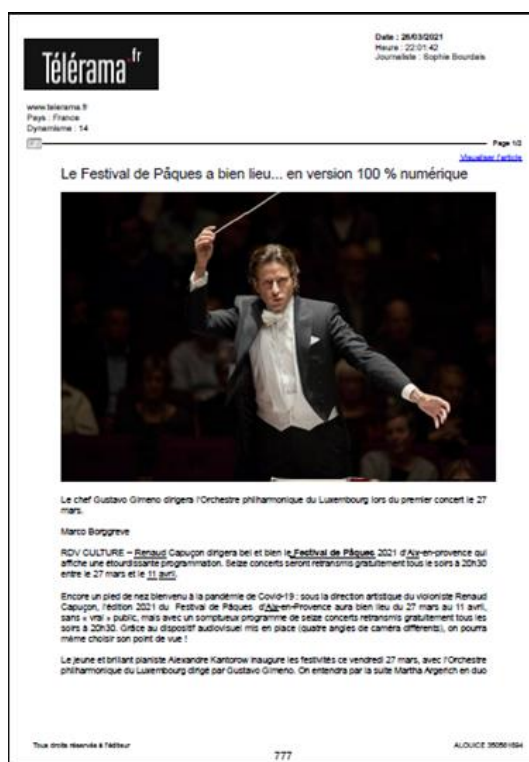 Télérama.fr
Date : 26/03/2021
Heure : 22:01:42
Journaliste : Sophie Bourdais
www.telerama.fr
Pays : France
Dynamisme : 14
Page 1/2
Visualiser l'article
Le Festival de Pâques a bien lieu... en version 100 % numérique
Le chef Gustavo Gimeno dirigera l'Orchestre philharmonique du Luxembourg lors du premier concert le 27
mars.
Marco Borggreve
RDV CULTURE – Renaud Capuçon dirigera bel et bien le Festival de Pâques 2021 d'Aix-en-provence qui
affiche une étourdissante programmation. Seize concerts seront retransmis gratuitement tous le soirs à 20h30
entre le 27 mars et le 11 avril.
Encore un pied de nez bienvenu à la pandémie de Covid-19 : sous la direction artistique du violoniste Renaud
Capuçon, l'édition 2021 du Festival de Pâques d'Aix-en-Provence aura bien lieu du 27 mars au 11 avril,
sans « vrai » public, mais avec un somptueux programme de seize concerts retransmis gratuitement tous les
soirs à 20h30. Grâce au dispositif audiovisuel mis en place (quatre angles de caméra différents), on pourra
même choisir son point de vue !
Le jeune et brillant pianiste Alexandre Kantorow inaugure les festivités ce vendredi 27 mars, avec l'Orchestre
philharmonique du Luxembourg dirigé par Gustavo Gimeno. On entendra par la suite Martha Argerich en duo
Tous droits réservés à l'éditeur
777
ALOUICE 350561694